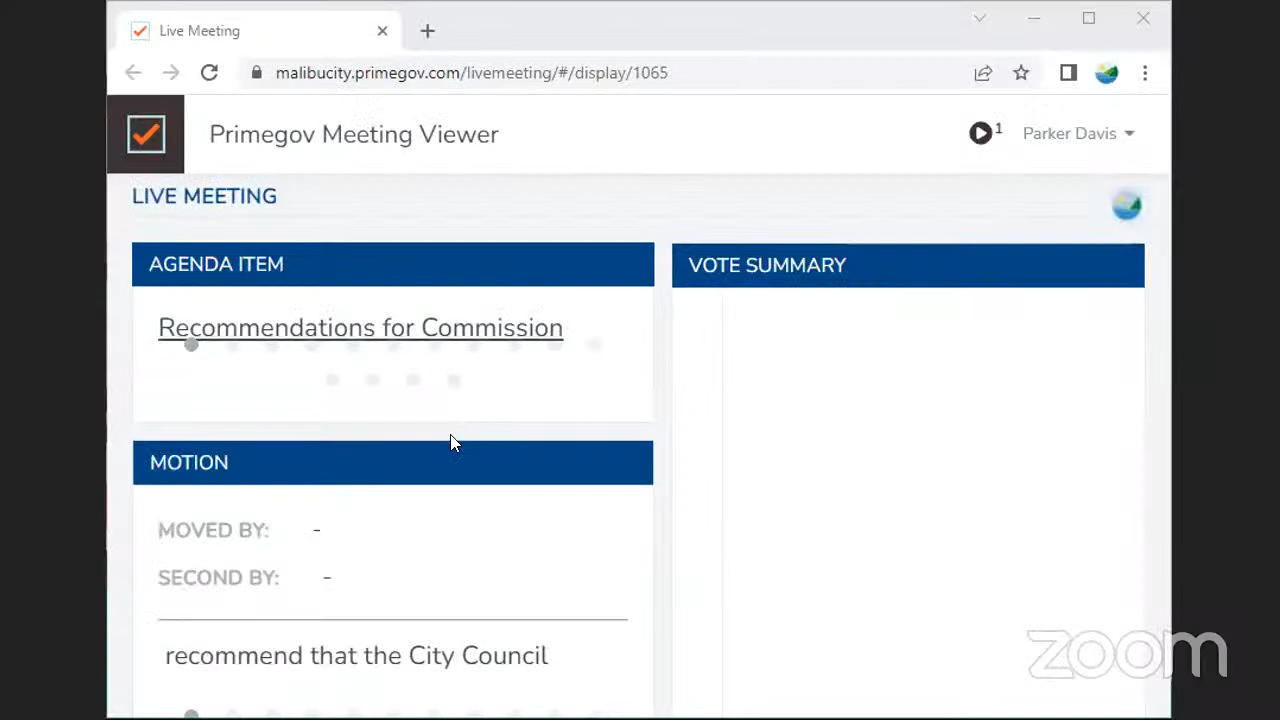 Live Meeting
malibucity.primegov.com/livemeeting/#/display/1065
Primegov Meeting Viewer
1
Parker Davis
LIVE MEETING
AGENDA ITEM
VOTE SUMMARY
Recommendations for Commission
MOTION
MOVED BY: -
SECOND BY: -
recommend that the City Council
zoom